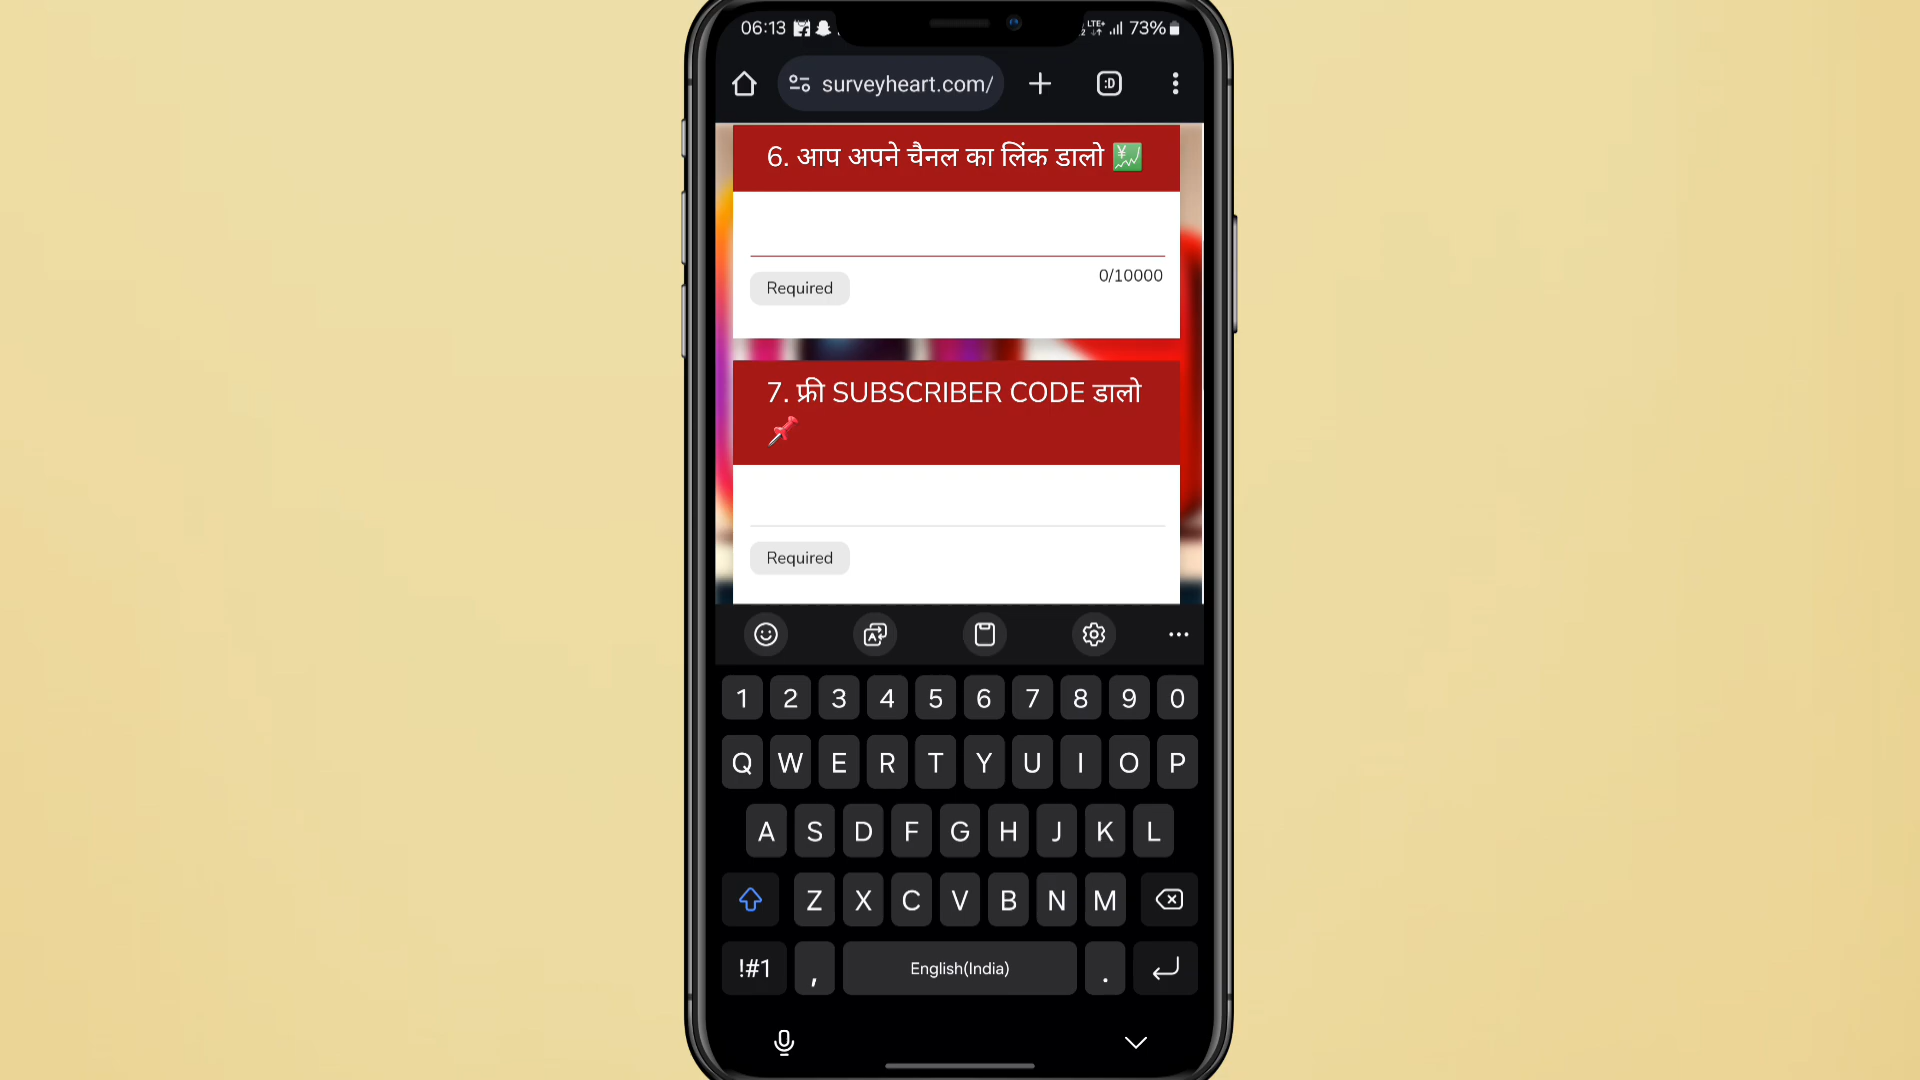 06:13 LTE+ 73%
surveyheart.com/ :D
6. आप अपने चैनल का लिंक डालो
0/10000
Required
7. फ्री SUBSCRIBER CODE डालो
Required
1 2 3 4 5 6 7 8 9 0
Q W E R T Y U I O P
A S D F G H J K L
Z X C V B N M
!#1 , English(India) .